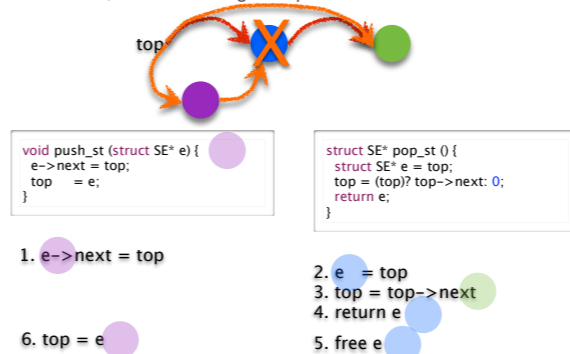 top
void push_st (struct SE* e) {
e->next = top;
top = e;
}
struct SE* pop_st () {
struct SE* e = top;
top = (top)? top->next: 0;
return e;
}
1. e->next = top
2. e = top
3. top = top->next
4. return e
5. free e
6. top = e